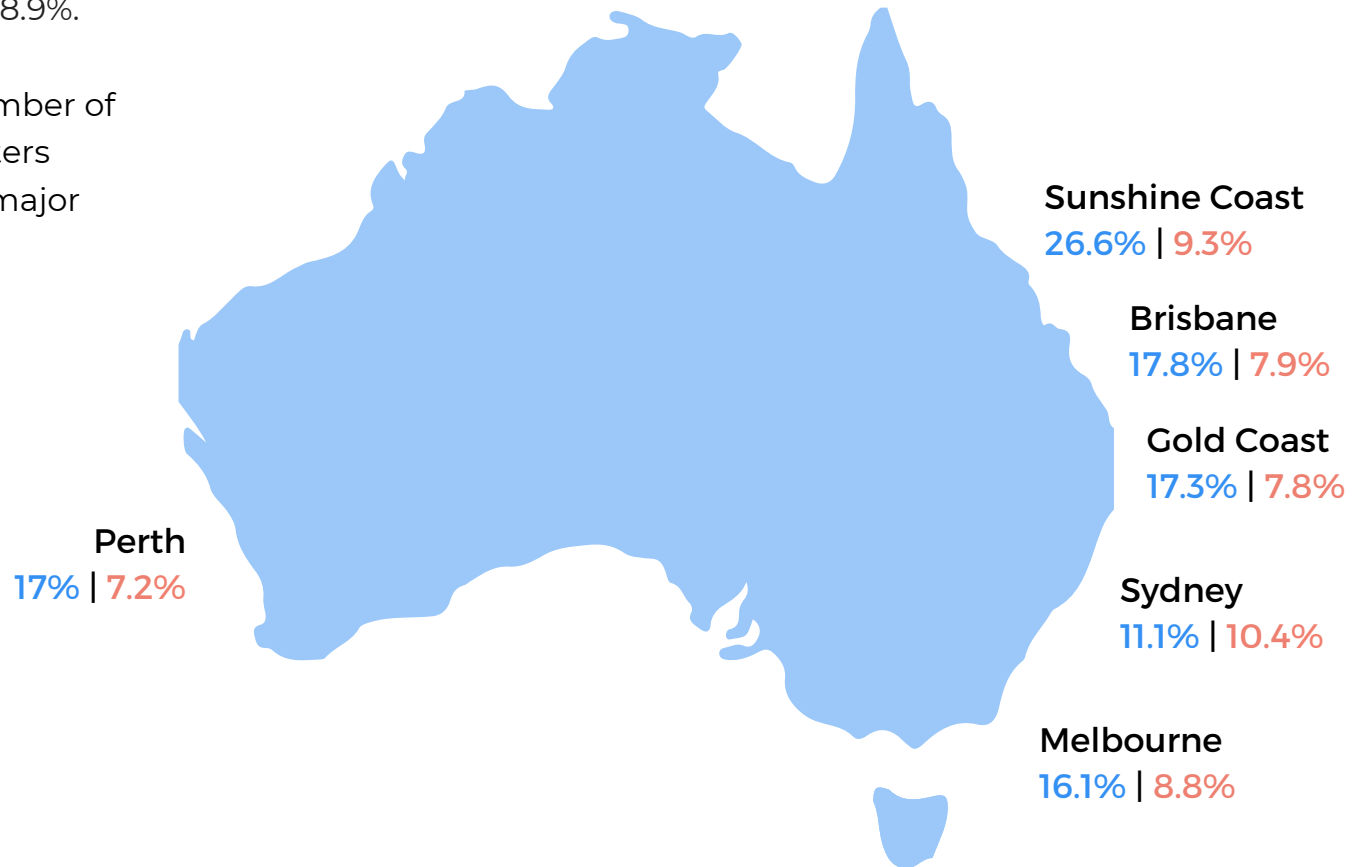 8.9%.
mber of
ers
major
Sunshine Coast
26.6% | 9.3%
Brisbane
17.8% | 7.9%
Gold Coast
17.3% | 7.8%
Perth
17% | 7.2%
Sydney
11.1% | 10.4%
Melbourne
16.1% | 8.8%